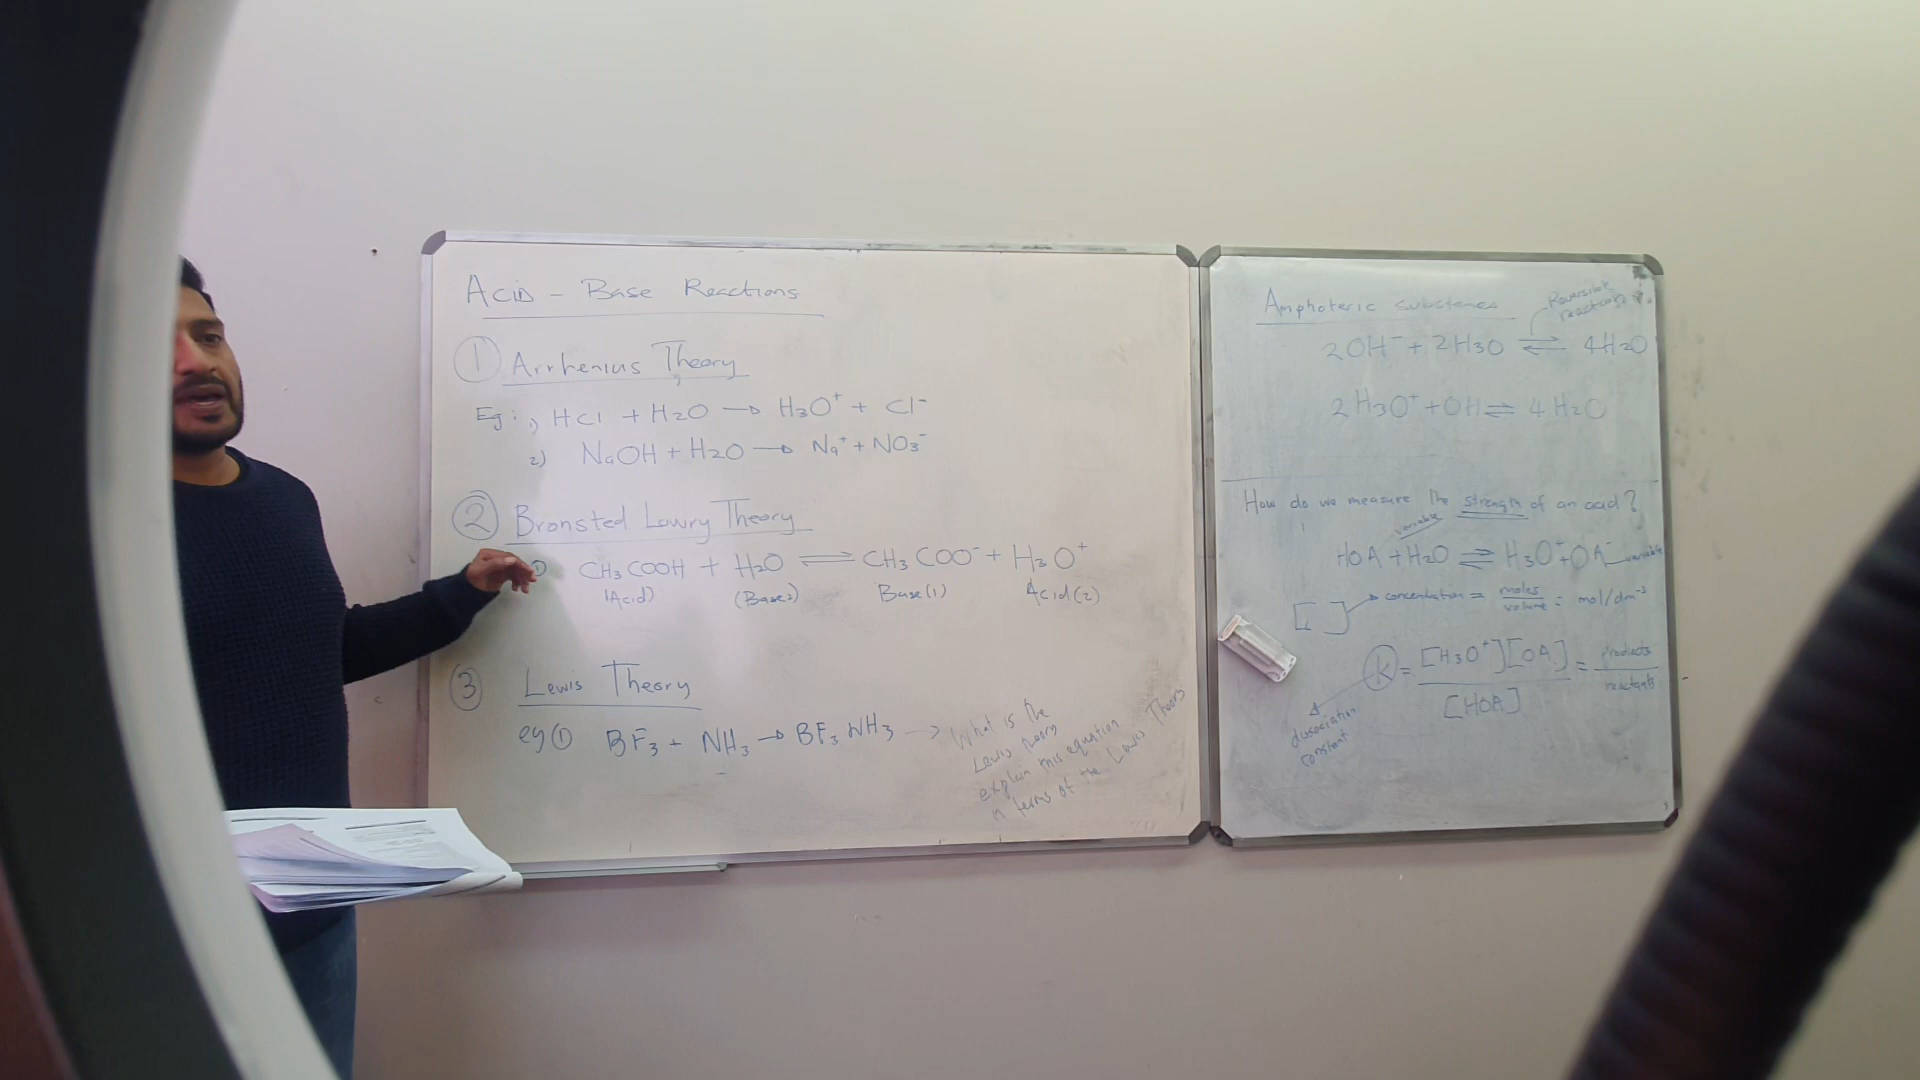 Acid - Base Reactions
① Arrhenius Theory
Eg: 1) HCl + H2O → H3O+ + Cl-
2) NaOH + H2O → Na+ + NO3-
② Bronsted Lowry Theory
① CH3COOH + H2O ⇌ CH3COO- + H3O+
(Acid) (Base2) Base(1) Acid(2)
③ Lewis Theory
eg ① BF3 + NH3 → BF3NH3 → What is the
Lewis
explain this equation
in terms of the Lewis Theory
Amphoteric substances
Reversible
reactions
2OH- + 2H3O ⇌ 4H2O
2H3O+ + OH ⇌ 4H2O
How do we measure the strength of an acid?
variable
HOA + H2O ⇌ H3O+ + OA- variable
[ ] → concentration = moles/volume = mol/dm-3
K = [H3O+][OA]/[HOA] = products/reactants
dissociation
constant